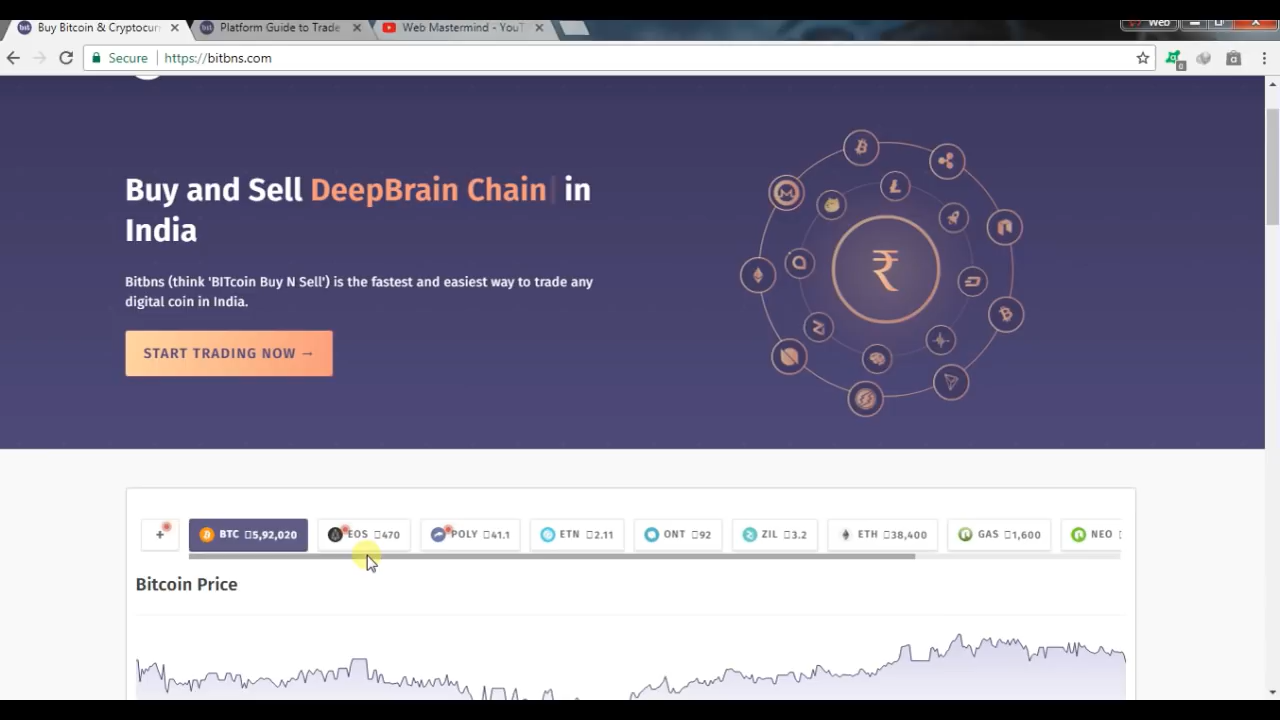 Buy Bitcoin & Cryptocurr
Platform Guide to Trade
Web Mastermind - YouT
Web
Secure
https://bitbns.com
Buy and Sell DeepBrain Chain in
India
Bitbns (think 'BITcoin Buy N Sell') is the fastest and easiest way to trade any
digital coin in India.
START TRADING NOW →
₹
+ BTC 5,92,020 EOS 470 POLY 41.1 ETN 2.11 ONT 92 ZIL 3.2 ETH 38,400 GAS 1,600 NEO
Bitcoin Price